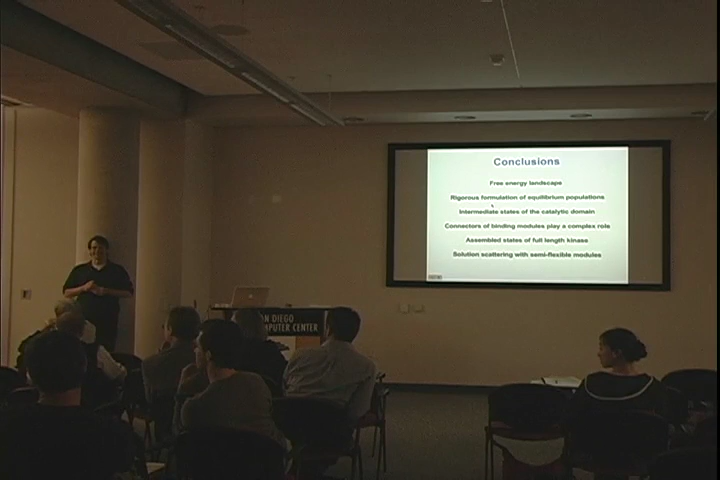 Conclusions
Free energy landscape
Rigorous formulation of equilibrium populations
Intermediate states of the catalytic domain
Connectors of binding modules play a complex role
Assembled states of full length kinase
Solution scattering with semi-flexible modules
AN DIEGO
PUTER CENTER